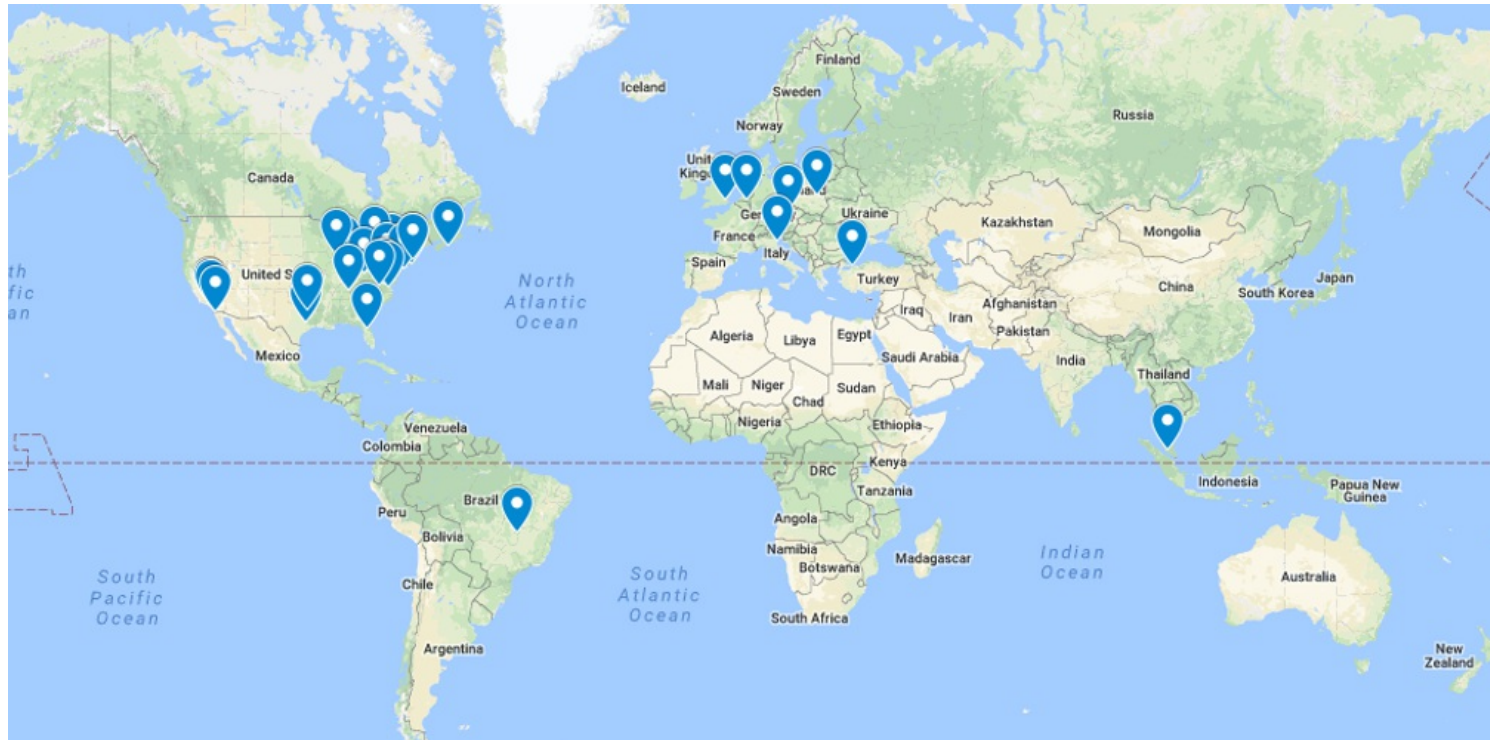 Finland
Iceland
Sweden
Russia
Norway
Canada
Ukraine
Kazakhstan
Mongolia
France
Italy
Spain
Turkey
North
Atlantic
Ocean
Japan
China
South Korea
Afghanistan
Iraq
Iran
Pakistan
Algeria
Libya
Egypt
Saudi Arabia
India
Mexico
Thailand
Mali
Niger
Sudan
Chad
Nigeria
Ethiopia
Venezuela
Colombia
DRC
Kenya
Indonesia
Papua New
Guinea
Tanzania
Brazil
Peru
Angola
Bolivia
Namibia
Botswana
Madagascar
Indian
Ocean
South
Pacific
Ocean
Chile
South
Atlantic
Ocean
Australia
South Africa
Argentina
New
Zealand